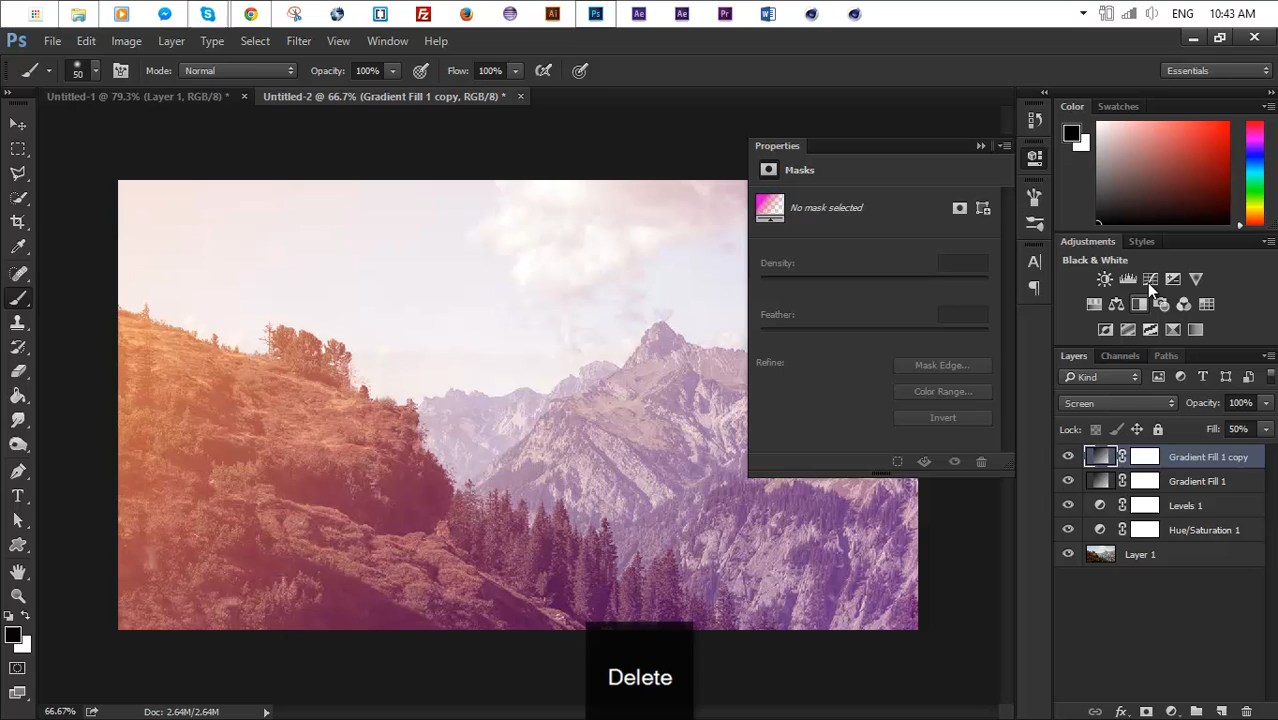 ENG 10:43 AM
Ps File Edit Image Layer Type Select Filter View Window Help
50 Mode: Normal Opacity: 100% Flow: 100% Essentials
Untitled-1 @ 79.3% (Layer 1, RGB/8) * × Untitled-2 @ 66.7% (Gradient Fill 1 copy, RGB/8) * ×
Color Swatches
Properties
Masks
No mask selected
Density:
Feather:
Refine:
Mask Edge...
Color Range...
Invert
Adjustments Styles
Black & White
Layers Channels Paths
Kind
Screen Opacity: 100%
Lock: Fill: 50%
Gradient Fill 1 copy
Gradient Fill 1
Levels 1
Hue/Saturation 1
Layer 1
Delete
66.67% Doc: 2.64M/2.64M